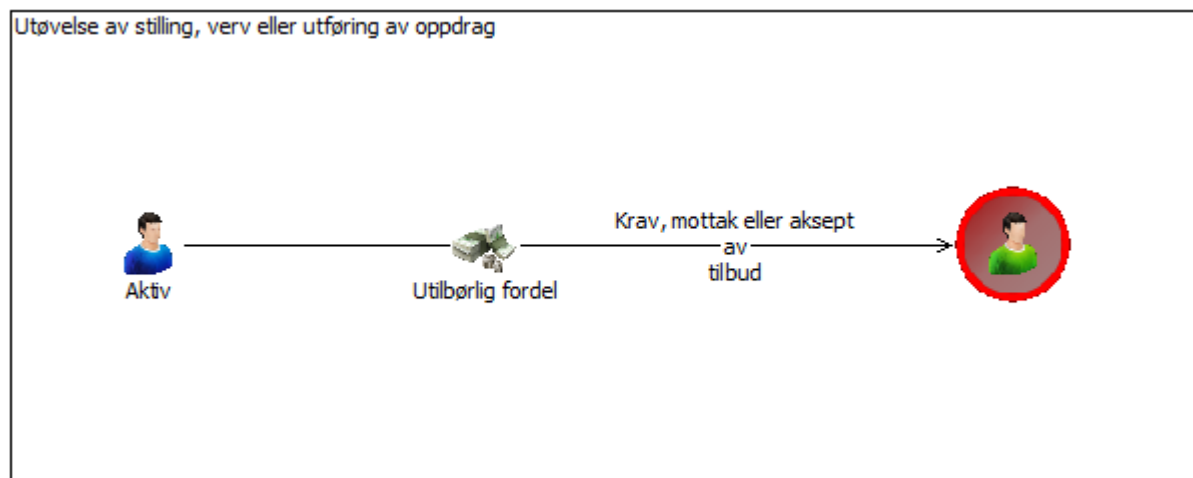 Utøvelse av stilling, verv eller utføring av oppdrag
Krav, mottak eller aksept
av
tilbud
Aktiv
Utilbørlig fordel